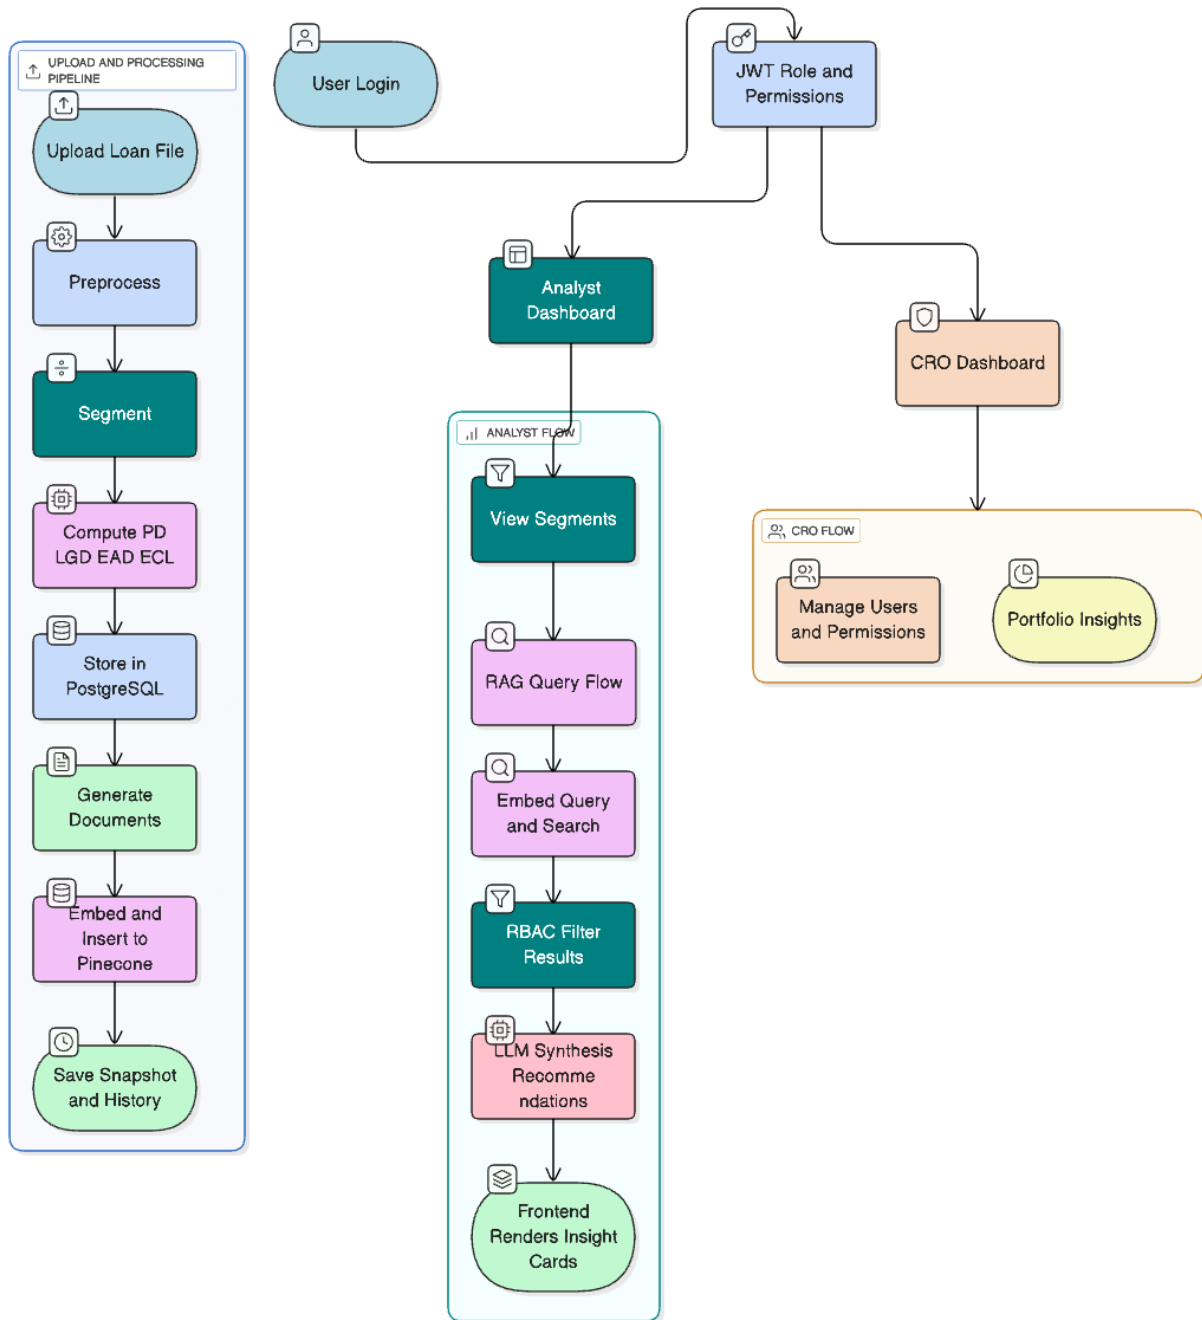 UPLOAD AND PROCESSING
PIPELINE
Upload Loan File
Preprocess
Segment
Compute PD
LGD EAD ECL
Store in
PostgreSQL
Generate
Documents
Embed and
Insert to
Pinecone
Save Snapshot
and History
User Login
JWT Role and
Permissions
Analyst
Dashboard
ANALYST FLOW
View Segments
RAG Query Flow
Embed Query
and Search
RBAC Filter
Results
LLM Synthesis
Recomme
ndations
Frontend
Renders Insight
Cards
CRO Dashboard
CRO FLOW
Manage Users
and Permissions
Portfolio Insights